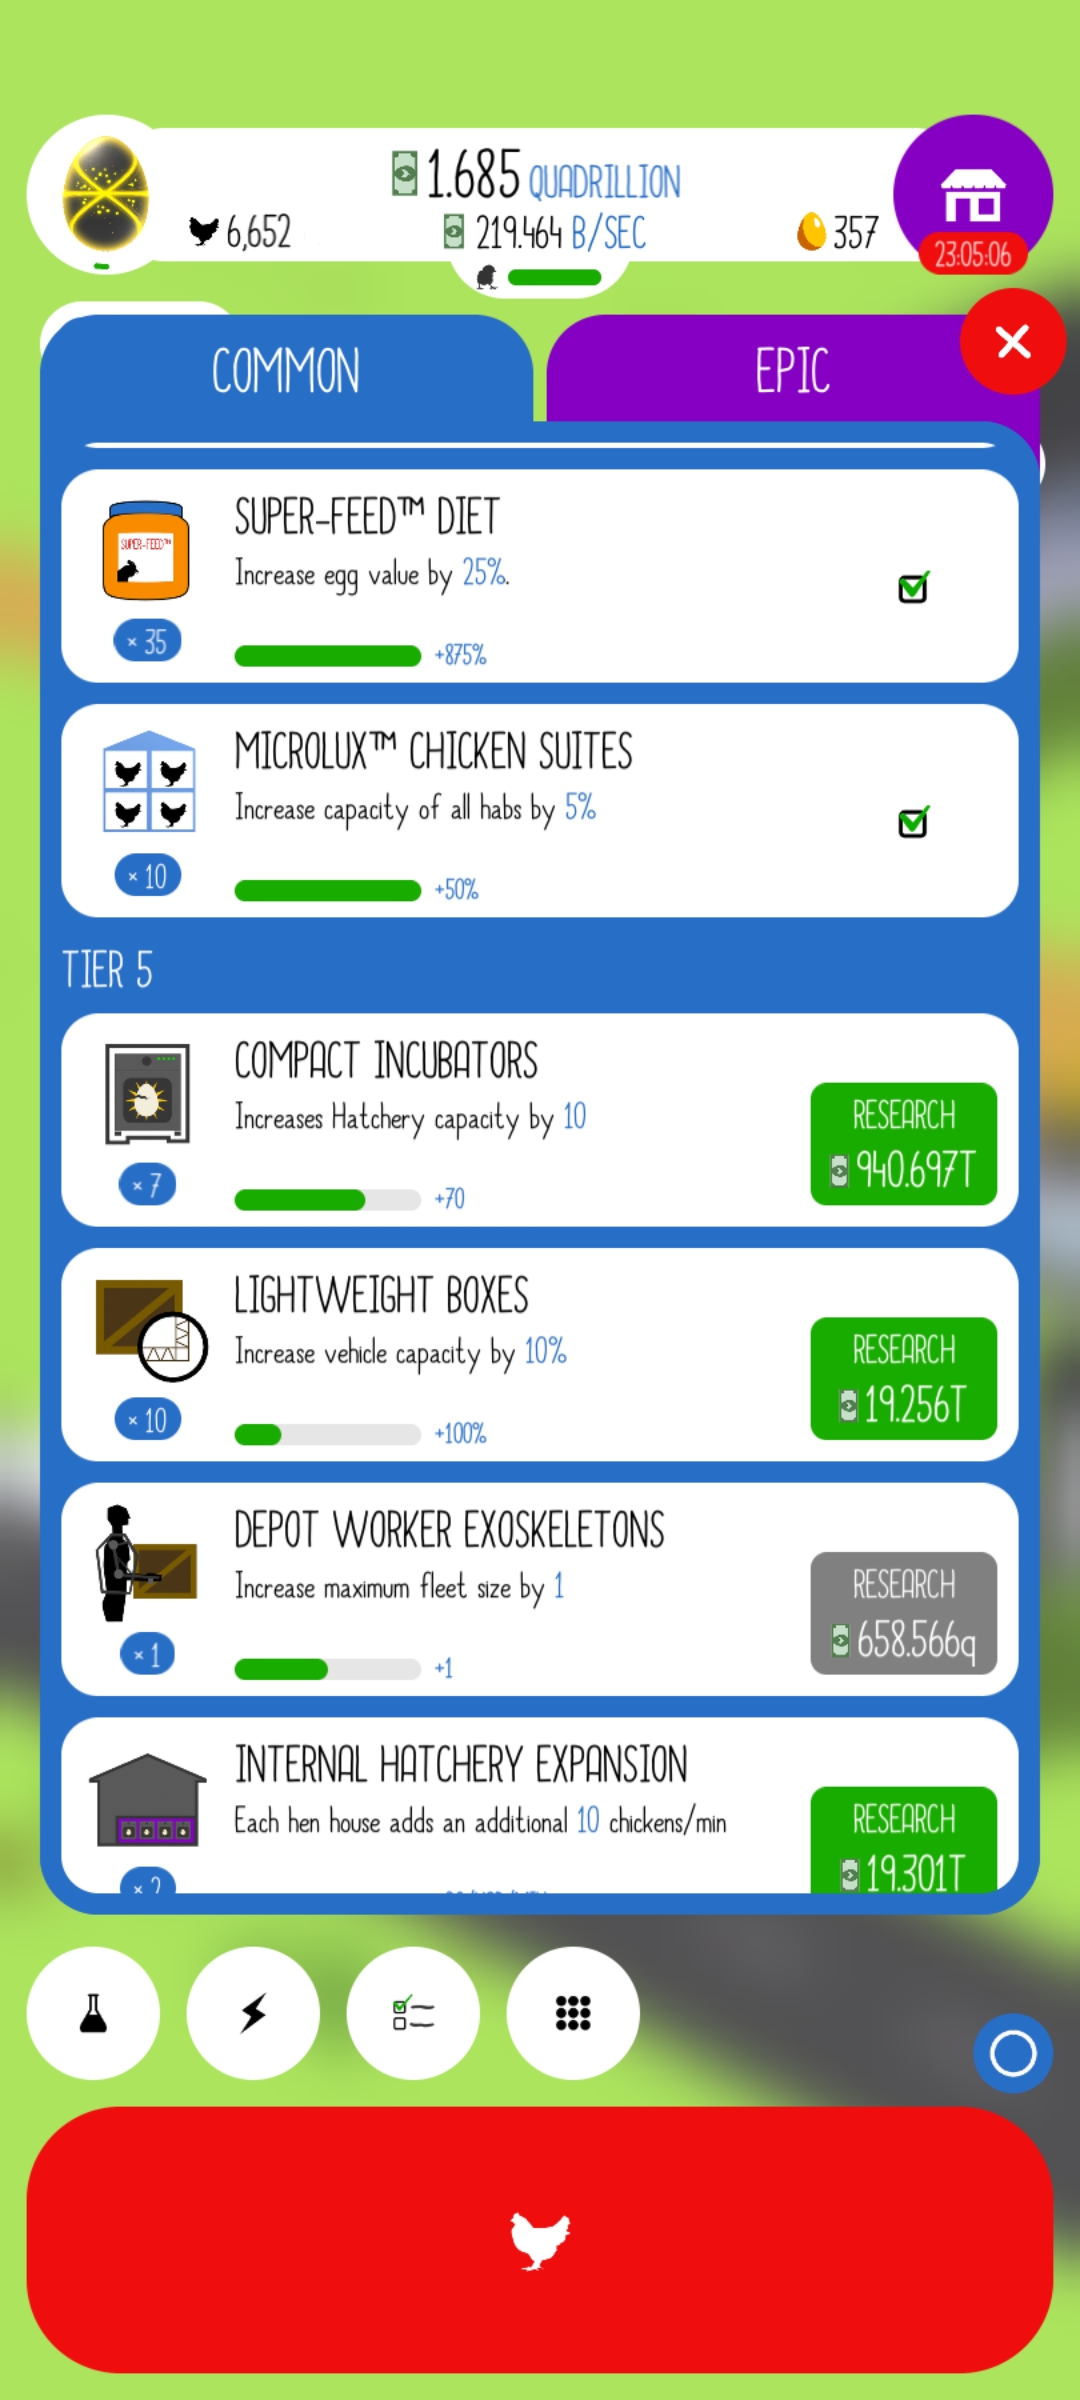 1.685 QUADRILLION
6,652
219.464 B/SEC
357
23:05:06
COMMON
EPIC
SUPER-FEED™ DIET
Increase egg value by 25%.
SUPER-FEED™
× 35
+875%
MICROLUX™ CHICKEN SUITES
Increase capacity of all habs by 5%
× 10
+50%
TIER 5
COMPACT INCUBATORS
Increases Hatchery capacity by 10
RESEARCH
940.697T
× 7
+70
LIGHTWEIGHT BOXES
Increase vehicle capacity by 10%
RESEARCH
19.256T
× 10
+100%
DEPOT WORKER EXOSKELETONS
Increase maximum fleet size by 1
RESEARCH
658.566q
× 1
+1
INTERNAL HATCHERY EXPANSION
Each hen house adds an additional 10 chickens/min
RESEARCH
19.301T
× 2